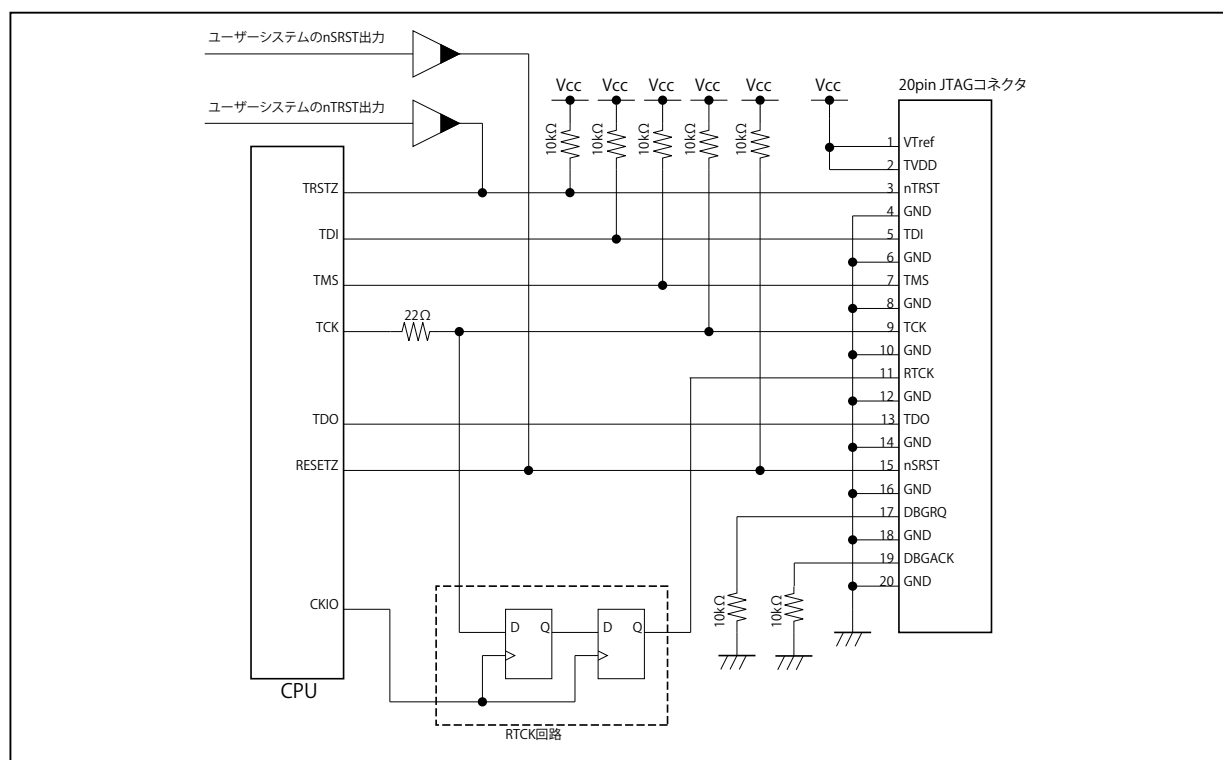 ユーザーシステムのnSRST出力
ユーザーシステムのnTRST出力
Vcc
Vcc
Vcc
Vcc
Vcc
Vcc
10kΩ
10kΩ
10kΩ
10kΩ
10kΩ
20pin JTAGコネクタ
TRSTZ
TDI
TMS
TCK
TDO
RESETZ
CKIO
CPU
22Ω
1 VTref
2 TVDD
3 nTRST
4 GND
5 TDI
6 GND
7 TMS
8 GND
9 TCK
10 GND
11 RTCK
12 GND
13 TDO
14 GND
15 nSRST
16 GND
17 DBGRQ
18 GND
19 DBGACK
20 GND
D Q
D Q
10kΩ
10kΩ
RTCK回路